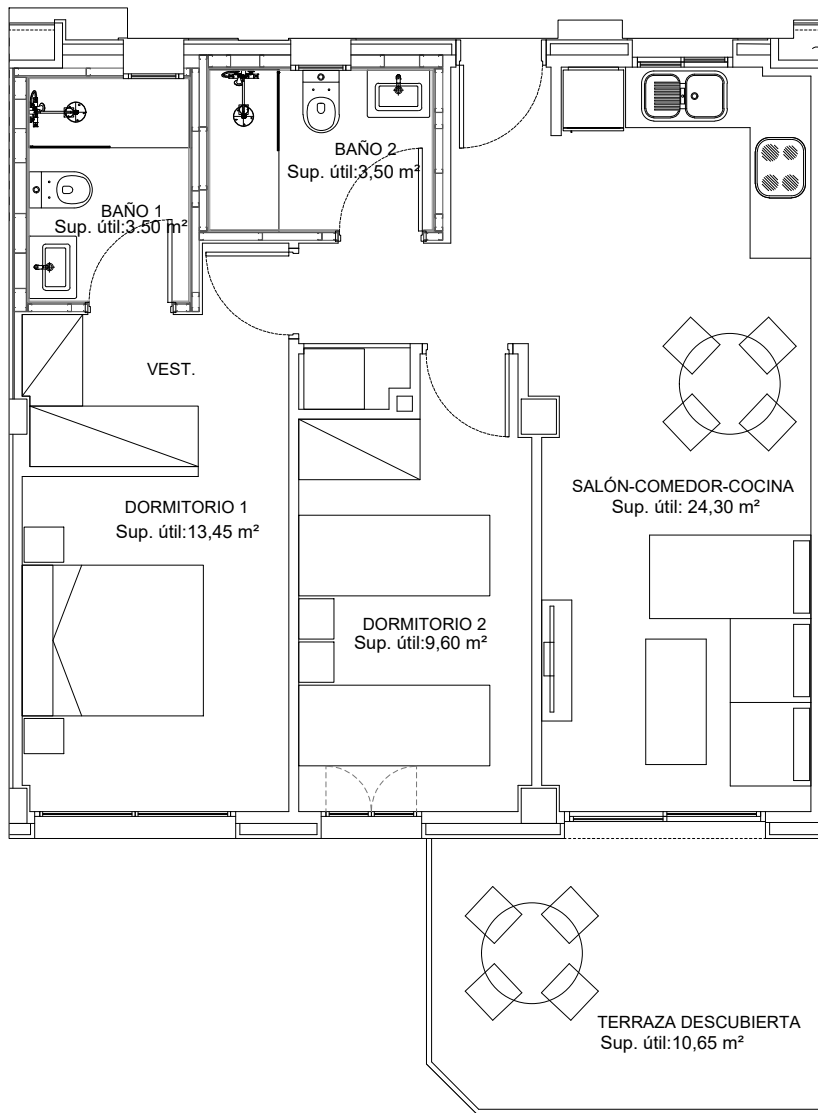 BAÑO 2
Sup. útil:3,50 m²
BAÑO 1
Sup. útil:3.50 m²
VEST.
SALÓN-COMEDOR-COCINA
Sup. útil: 24,30 m²
DORMITORIO 1
Sup. útil:13,45 m²
DORMITORIO 2
Sup. útil:9,60 m²
TERRAZA DESCUBIERTA
Sup. útil:10,65 m²